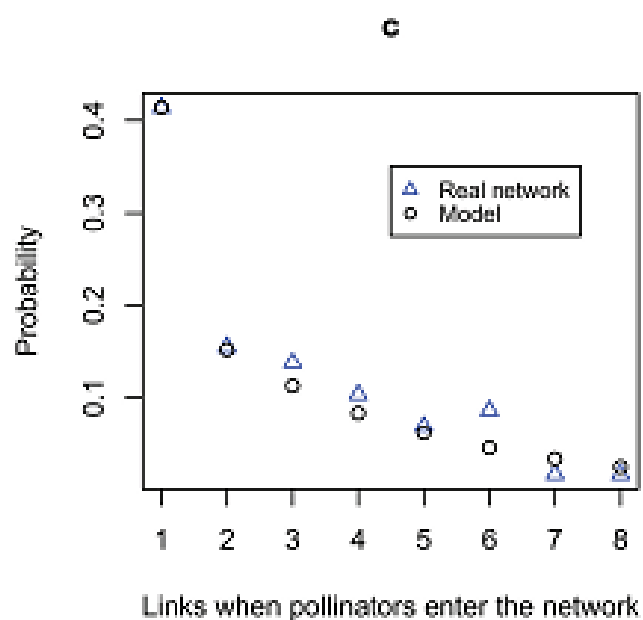 c
Probability
0.4
0.3
0.2
0.1
Real network
Model
1 2 3 4 5 6 7 8
Links when pollinators enter the network